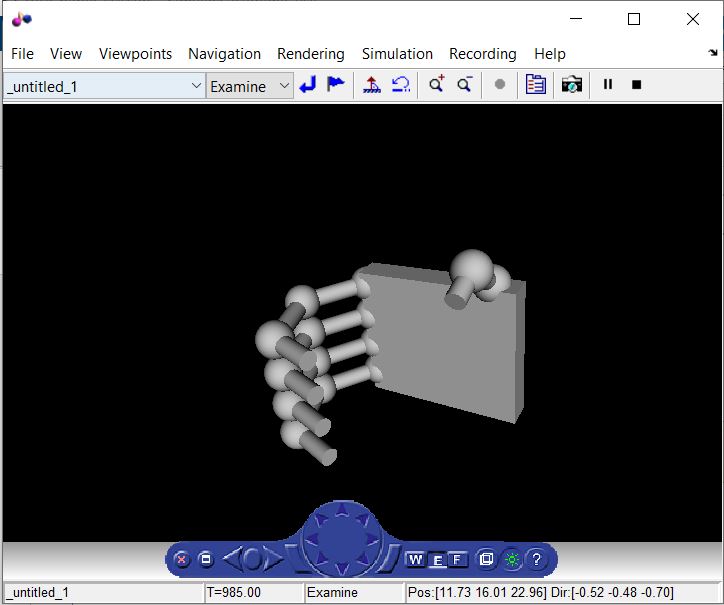 File View Viewpoints Navigation Rendering Simulation Recording Help
_untitled_1 Examine
W E F ?
_untitled_1 T=985.00 Examine Pos:[11.73 16.01 22.96] Dir:[-0.52 -0.48 -0.70]